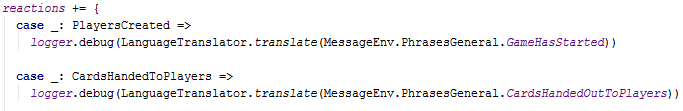 reactions += {
case _: PlayersCreated =>
logger.debug(LanguageTranslator.translate(MessageEnv.PhrasesGeneral.GameHasStarted))
case _: CardsHandedToPlayers =>
logger.debug(LanguageTranslator.translate(MessageEnv.PhrasesGeneral.CardsHandedOutToPlayers))